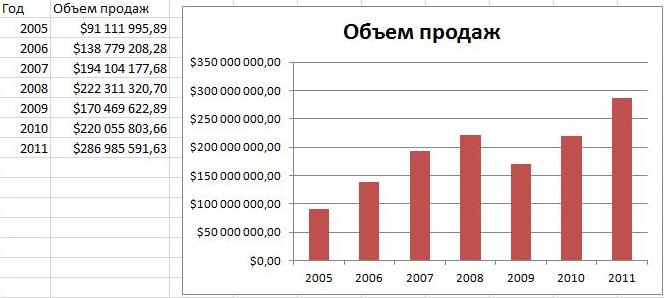 Год Объем продаж
2005 $91 111 995,89
2006 $138 779 208,28
2007 $194 104 177,68
2008 $222 311 320,70
2009 $170 469 622,89
2010 $220 055 803,66
2011 $286 985 591,63
Объем продаж
$350 000 000,00
$300 000 000,00
$250 000 000,00
$200 000 000,00
$150 000 000,00
$100 000 000,00
$50 000 000,00
$0,00
2005 2006 2007 2008 2009 2010 2011